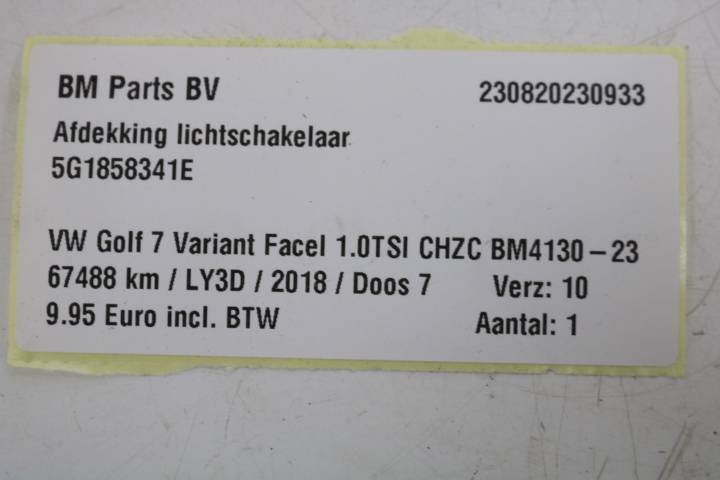 BM Parts BV 230820230933
Afdekking lichtschakelaar
5G1858341E
VW Golf 7 Variant Facel 1.0TSI CHZC BM4130-23
67488 km / LY3D / 2018 / Doos 7 Verz: 10
9.95 Euro incl. BTW Aantal: 1